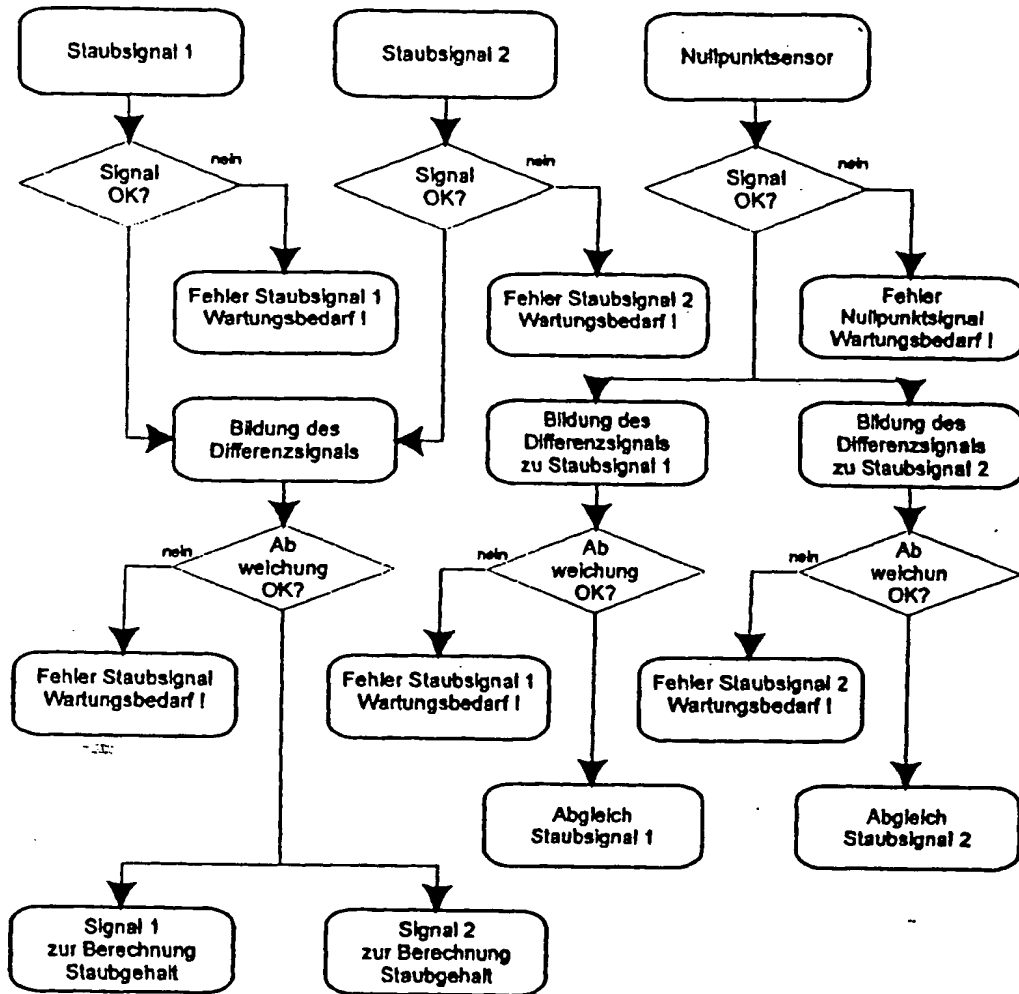 Staubsignal 1
Staubsignal 2
Nullpunktsensor
Signal
OK?
nein
Signal
OK?
nein
Signal
OK?
nein
Fehler Staubsignal 1
Wartungsbedarf !
Fehler Staubsignal 2
Wartungsbedarf !
Fehler
Nullpunktsignal
Wartungsbedarf !
Bildung des
Differenzsignals
Bildung des
Differenzsignals
zu Staubsignal 1
Bildung des
Differenzsignals
zu Staubsignal 2
nein
Ab
weichung
OK?
nein
Ab
weichung
OK?
nein
Ab
weichun
OK?
Fehler Staubsignal
Wartungsbedarf !
Fehler Staubsignal 1
Wartungsbedarf !
Fehler Staubsignal 2
Wartungsbedarf !
Abgleich
Staubsignal 1
Abgleich
Staubsignal 2
Signal 1
zur Berechnung
Staubgehalt
Signal 2
zur Berechnung
Staubgehalt